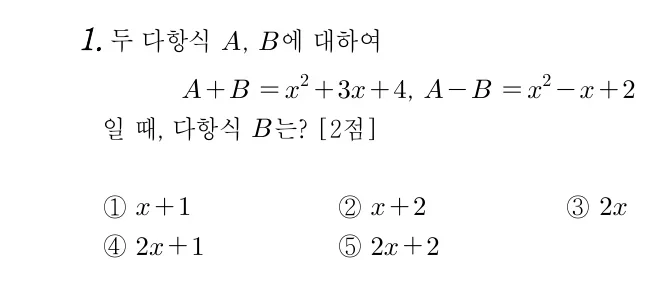 1. 두 다항식 A, B에 대하여
A+B=x²+3x+4, A-B=x²-x+2
일 때, 다항식 B는? [2점]
① x+1 ② x+2 ③ 2x
④ 2x+1 ⑤ 2x+2